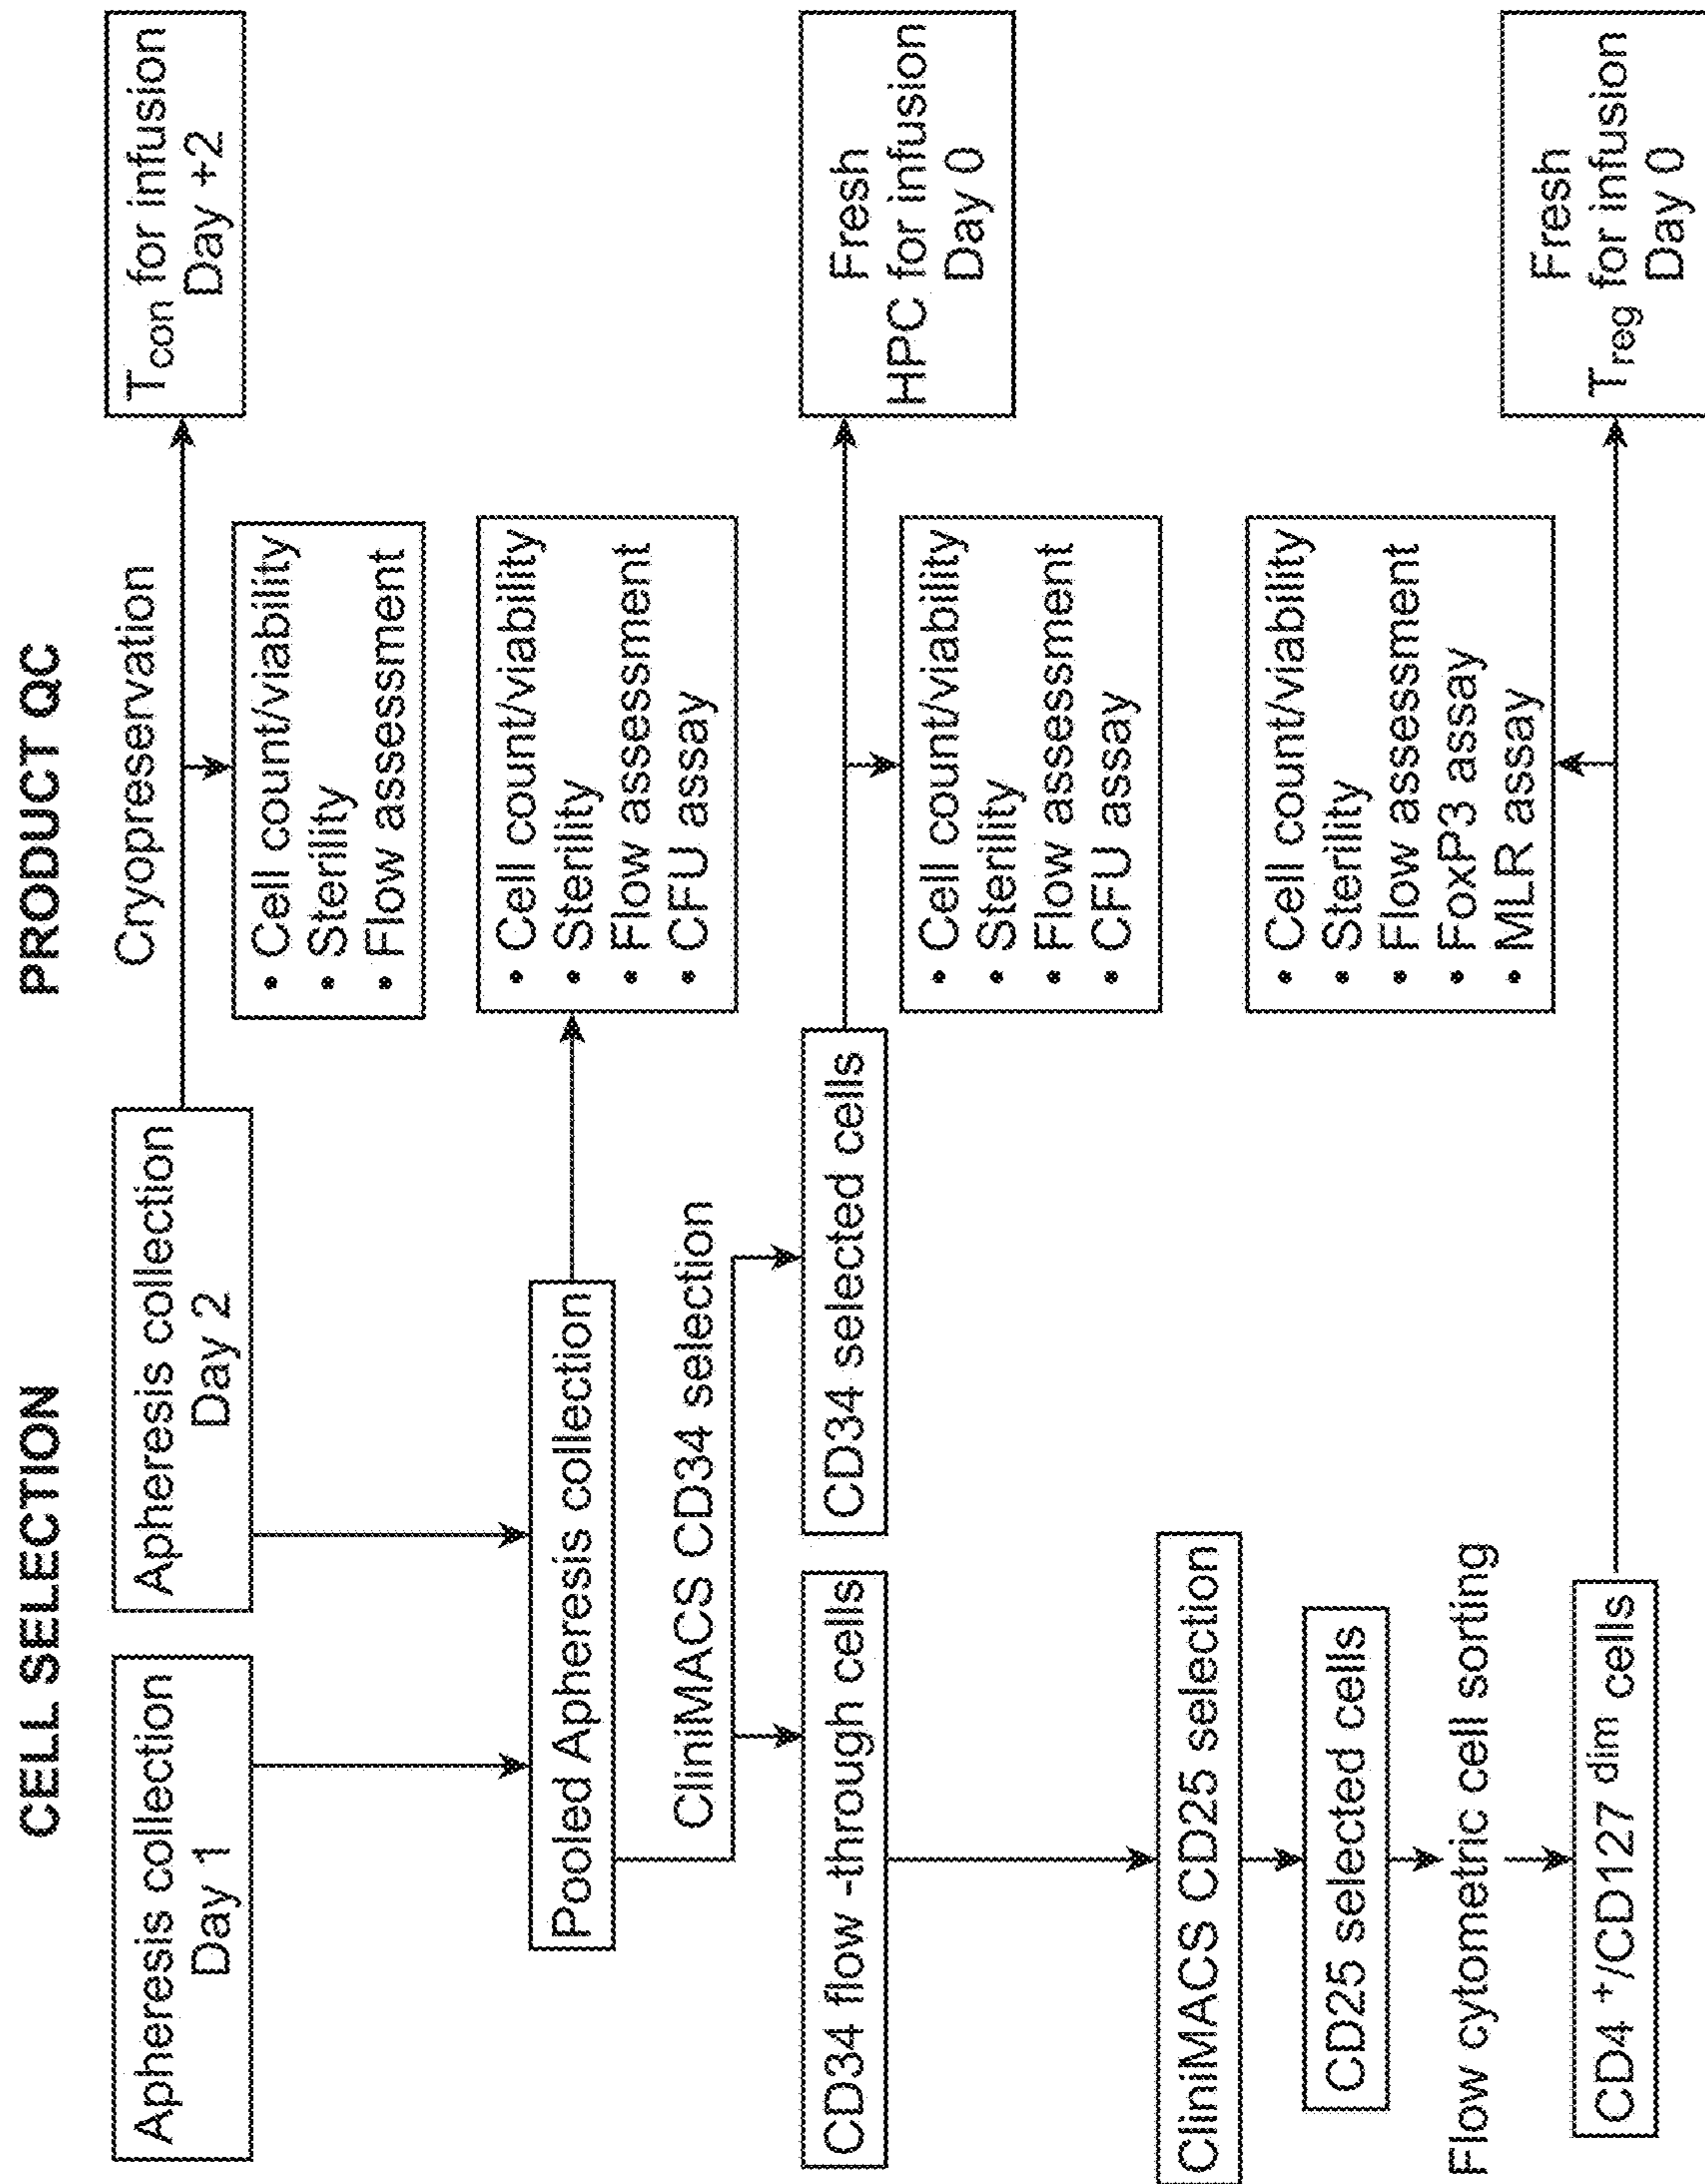 CELL SELECTION
PRODUCT QC
Apheresis collection
Day 1
Apheresis collection
Day 2
Cryopreservation
T con for infusion
Day +2
• Cell count/viability
• Sterility
• Flow assessment
Pooled Apheresis collection
• Cell count/viability
• Sterility
• Flow assessment
• CFU assay
CliniMACS CD34 selection
CD34 flow -through cells
CD34 selected cells
Fresh
HPC for infusion
Day 0
• Cell count/viability
• Sterility
• Flow assessment
• CFU assay
CliniMACS CD25 selection
CD25 selected cells
Flow cytometric cell sorting
CD4 +/CD127 dim cells
• Cell count/viability
• Sterility
• Flow assessment
• FoxP3 assay
• MLR assay
Fresh
T reg for infusion
Day 0